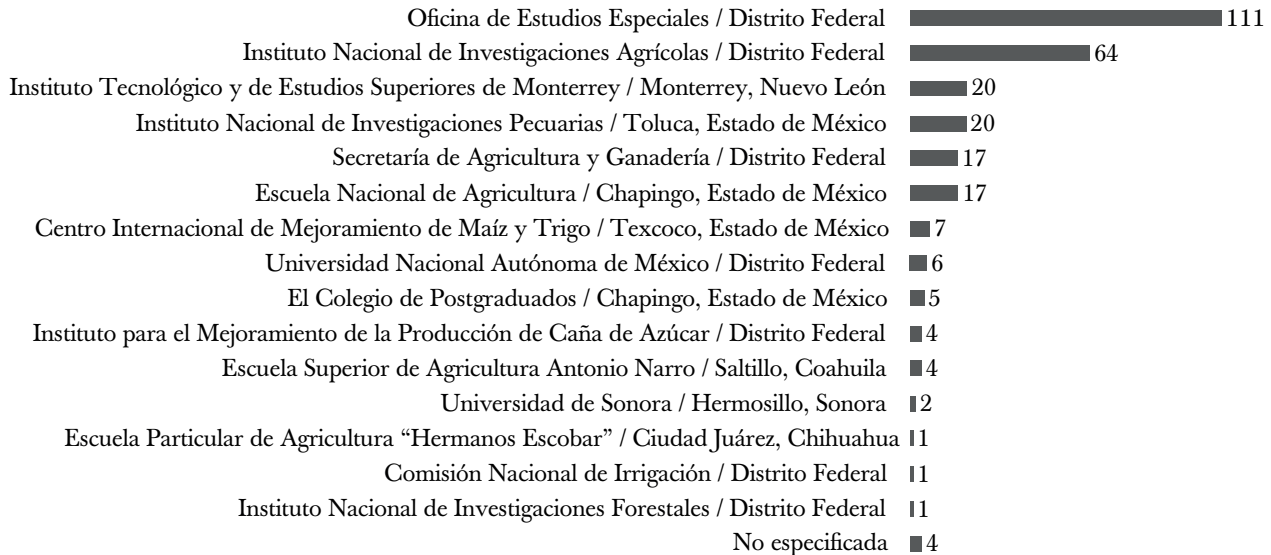 Oficina de Estudios Especiales / Distrito Federal 111
Instituto Nacional de Investigaciones Agrícolas / Distrito Federal 64
Instituto Tecnológico y de Estudios Superiores de Monterrey / Monterrey, Nuevo León 20
Instituto Nacional de Investigaciones Pecuarias / Toluca, Estado de México 20
Secretaría de Agricultura y Ganadería / Distrito Federal 17
Escuela Nacional de Agricultura / Chapingo, Estado de México 17
Centro Internacional de Mejoramiento de Maíz y Trigo / Texcoco, Estado de México 7
Universidad Nacional Autónoma de México / Distrito Federal 6
El Colegio de Postgraduados / Chapingo, Estado de México 5
Instituto para el Mejoramiento de la Producción de Caña de Azúcar / Distrito Federal 4
Escuela Superior de Agricultura Antonio Narro / Saltillo, Coahuila 4
Universidad de Sonora / Hermosillo, Sonora 2
Escuela Particular de Agricultura “Hermanos Escobar” / Ciudad Juárez, Chihuahua 1
Comisión Nacional de Irrigación / Distrito Federal 1
Instituto Nacional de Investigaciones Forestales / Distrito Federal 1
No especificada 4